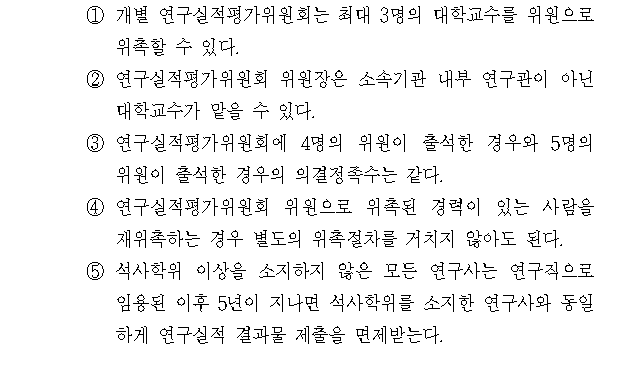 ① 개별 연구실적평가위원회는 최대 3명의 대학교수를 위원으로
위촉할 수 있다.
② 연구실적평가위원회 위원장은 소속기관 내부 연구관이 아닌
대학교수가 맡을 수 있다.
③ 연구실적평가위원회에 4명의 위원이 출석한 경우와 5명의
위원이 출석한 경우의 의결정족수는 같다.
④ 연구실적평가위원회 위원으로 위촉된 경력이 있는 사람을
재위촉하는 경우 별도의 위촉절차를 거치지 않아도 된다.
⑤ 석사학위 이상을 소지하지 않은 모든 연구사는 연구직으로
임용된 이후 5년이 지나면 석사학위를 소지한 연구사와 동일
하게 연구실적 결과물 제출을 면제받는다.